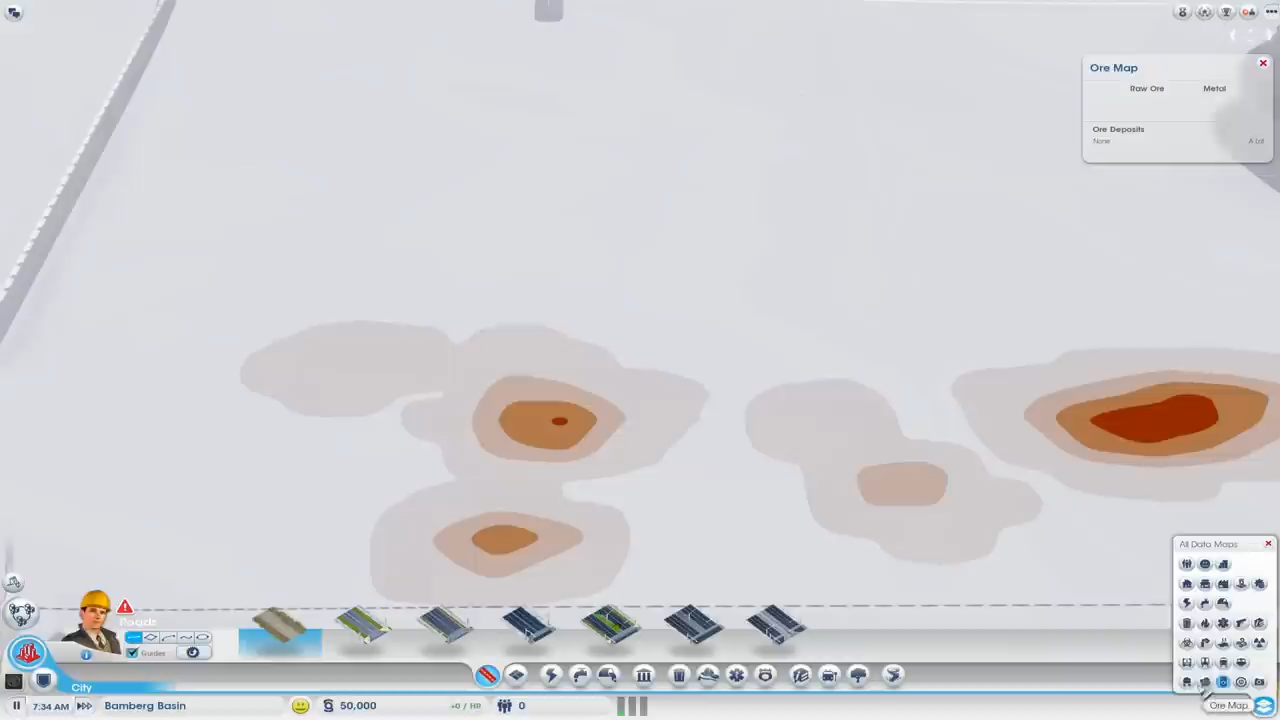 Ore Map
Raw Ore Metal
Ore Deposits
None A Lot
All Data Maps
Roads
Guides
City
7:34 AM Bamberg Basin 50,000 +0 / HR 0
Ore Map